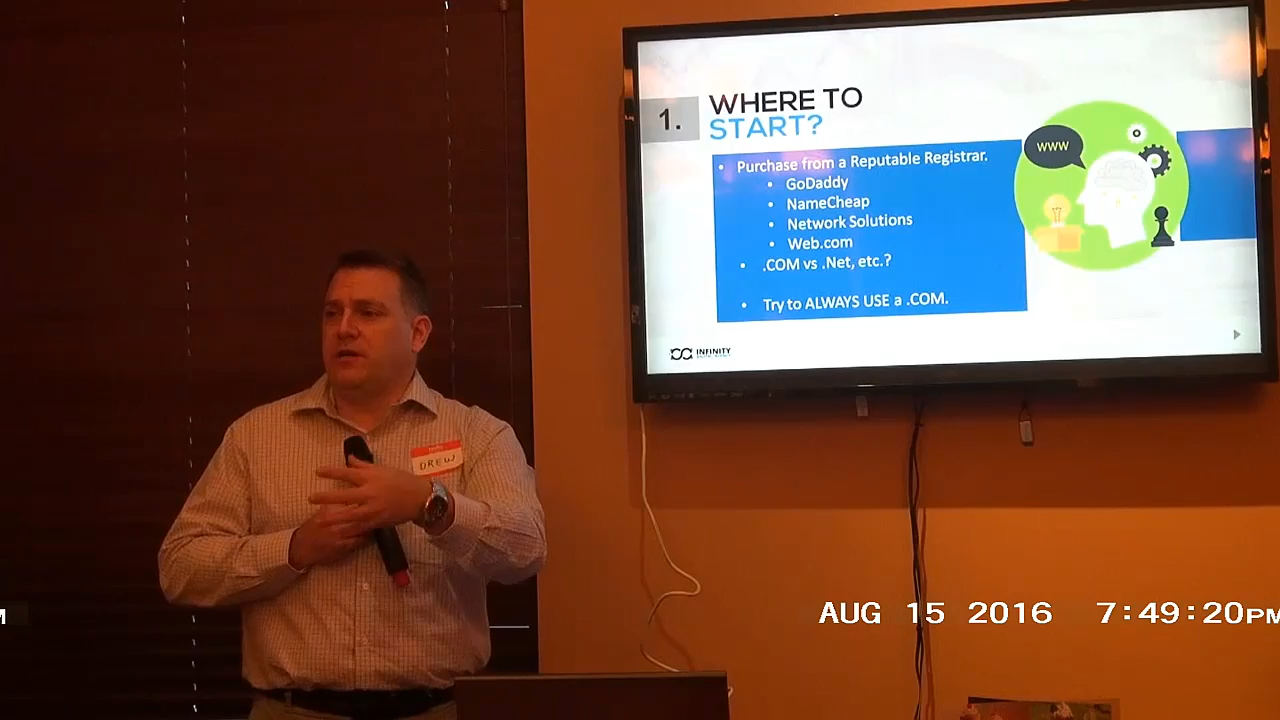 1.
WHERE TO
START?
• Purchase from a Reputable Registrar.
• GoDaddy
• NameCheap
• Network Solutions
• Web.com
• .COM vs .Net, etc.?
• Try to ALWAYS USE a .COM.
WWW
INFINITY
DREW
M
AUG 15 2016 7:49:20PM